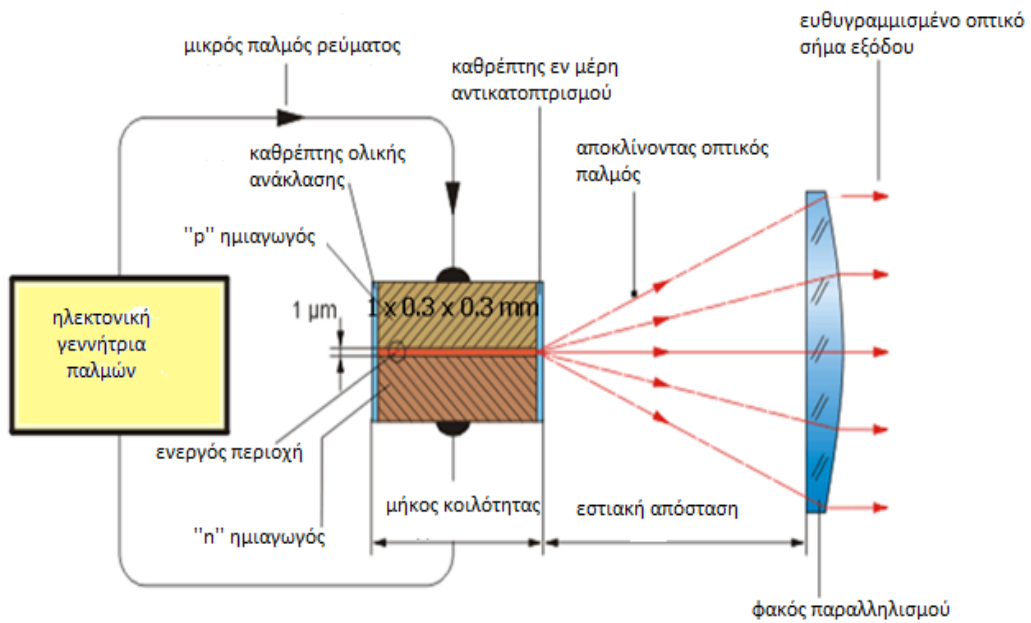 ευθυγραμμισμένο οπτικό
σήμα εξόδου
μικρός παλμός ρεύματος
καθρέπτης εν μέρη
αντικατοπτρισμού
καθρέπτης ολικής
ανάκλασης
αποκλίνοντας οπτικός
παλμός
"p" ημιαγωγός
1 μm
1 x 0.3 x 0.3 mm
ηλεκτονική
γεννήτρια
παλμών
ενεργός περιοχή
μήκος κοιλότητας
εστιακή απόσταση
"n" ημιαγωγός
φακός παραλληλισμού